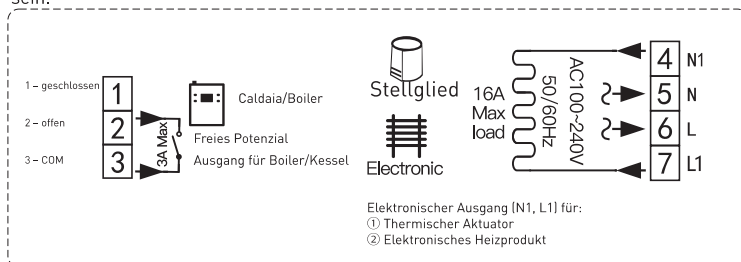 sein.
1 – geschlossen
2 – offen
3 – COM
1
2
3
3A Max
Caldaia/Boiler
Freies Potenzial
Ausgang für Boiler/Kessel
Stellglied
Electronic
16A
Max
load
AC100~240V
50/60Hz
4 N1
5 N
6 L
7 L1
Elektronischer Ausgang (N1, L1) für:
① Thermischer Aktuator
② Elektronisches Heizprodukt